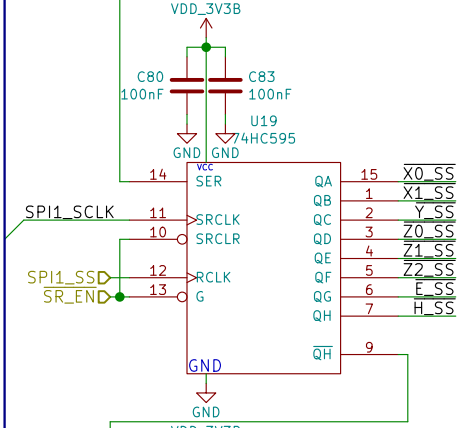 VDD_3V3B
C80 C83
100nF 100nF
U19
GND GND 74HC595
VCC
14 SER QA 15 X0_SS
QB 1 X1_SS
SPI1_SCLK 11 SRCLK QC 2 Y_SS
10 SRCLR QD 3 Z0_SS
QE 4 Z1_SS
SPI1_SS 12 RCLK QF 5 Z2_SS
SR_EN 13 G QG 6 E_SS
QH 7 H_SS
QH 9
GND
GND
VDD_3V3B